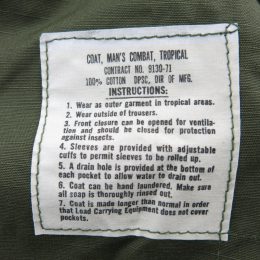 COAT, MAN'S COMBAT, TROPICAL
CONTRACT NO. 9130-71
100% COTTON DPSC, DIR OF MFG.
INSTRUCTIONS:
1. Wear as outer garment in tropical areas.
2. Wear outside of trousers.
3. Front closure can be opened for ventila-
tion and should be closed for protection
against insects.
4. Sleeves are provided with adjustable
cuffs to permit sleeves to be rolled up.
5. A drain hole is provided at the bottom of
each pocket to allow water to drain out.
6. Coat can be hand laundered. Make sure
all soap is thoroughly rinsed out.
7. Coat is made longer than normal in order
that Load Carrying Equipment does not cover
pockets.